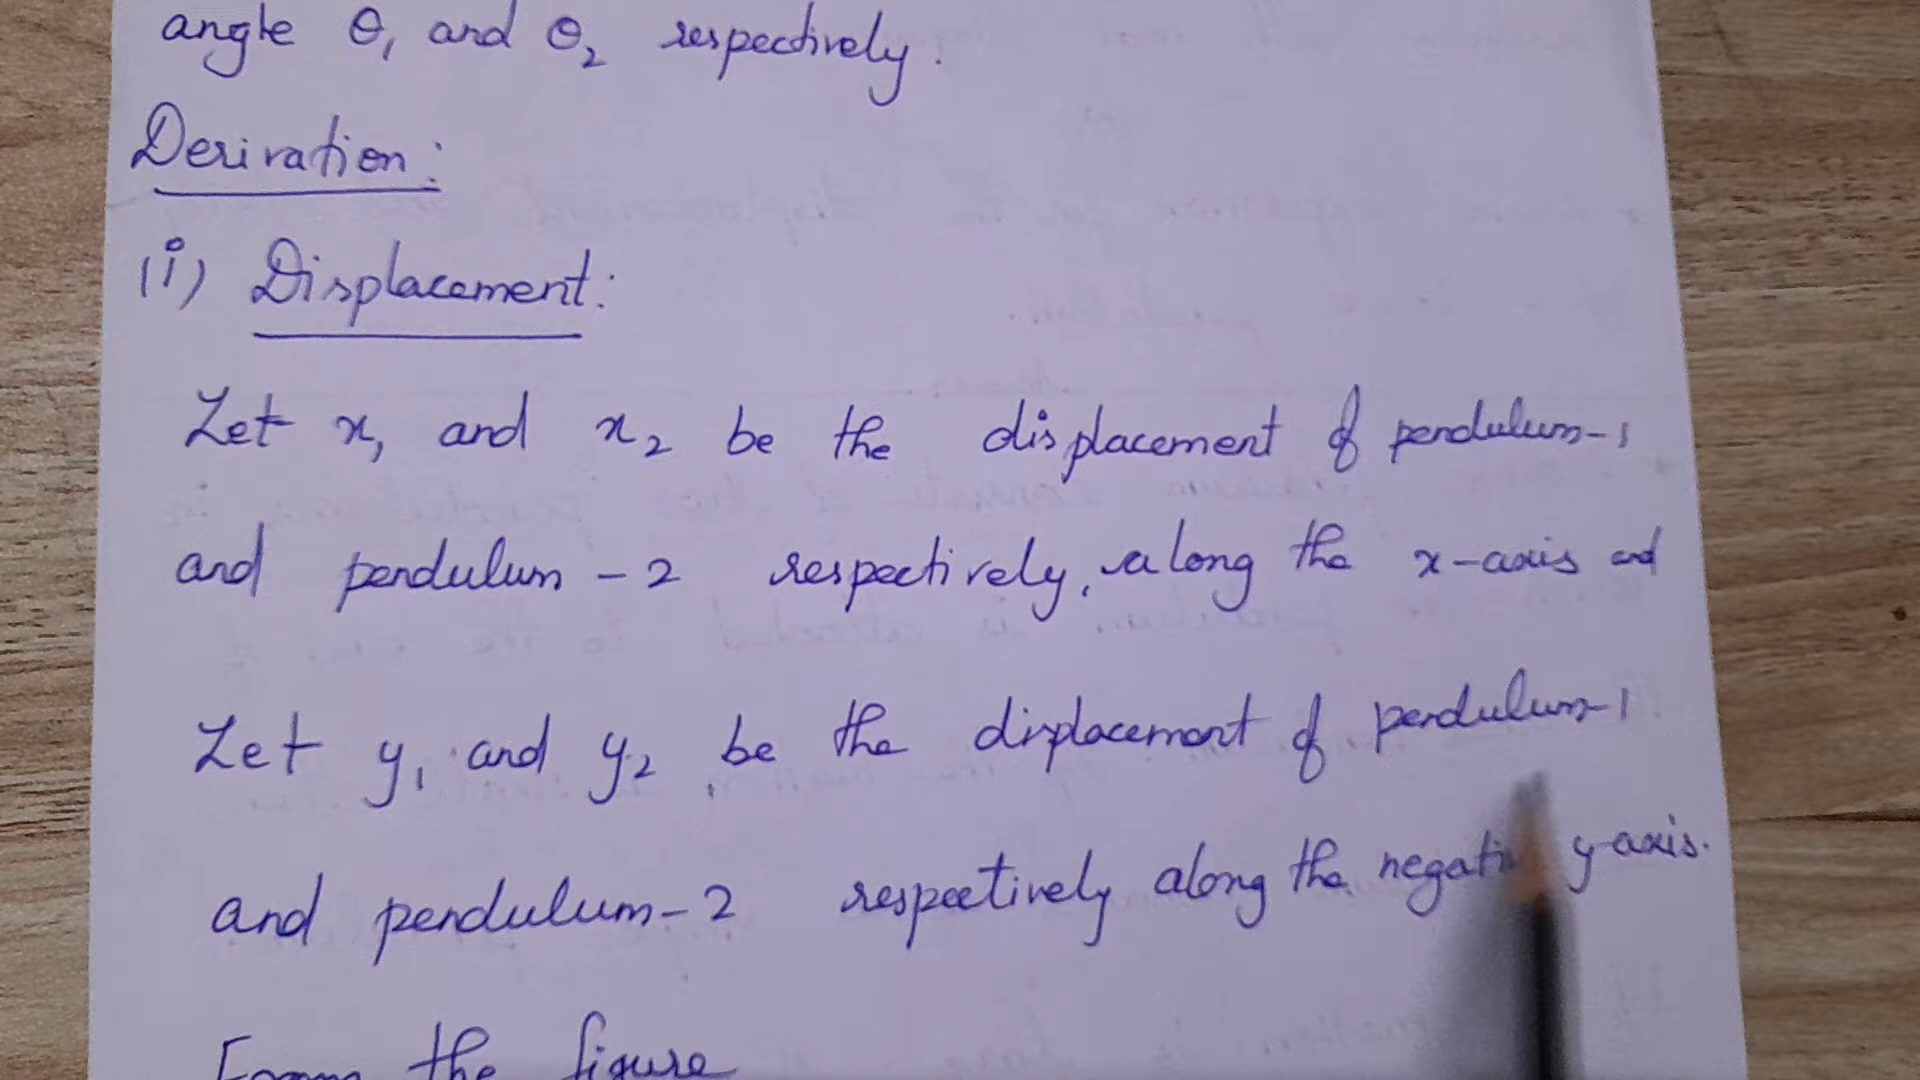 angle θ₁ and θ₂ respectively.
Derivation:
(i) Displacement:
Let x₁ and x₂ be the displacement of pendulum-1
and pendulum-2 respectively, along the x-axis and
Let y₁ and y₂ be the displacement of pendulum-1
and pendulum-2 respectively along the negative y-axis.
From the figure